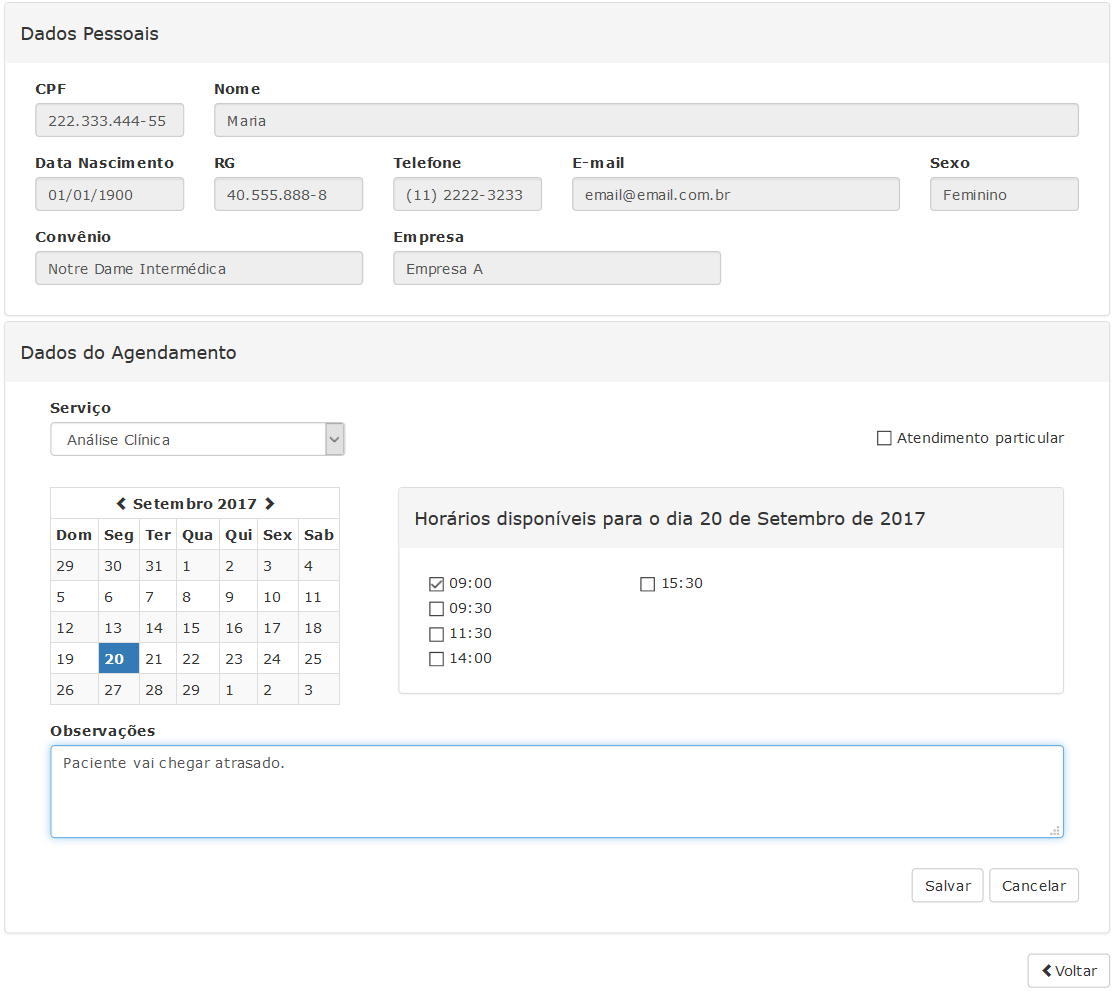 Dados Pessoais
CPF Nome
222.333.444-55 Maria
Data Nascimento RG Telefone E-mail Sexo
01/01/1900 40.555.888-8 (11) 2222-3233 email@email.com.br Feminino
Convênio Empresa
Notre Dame Intermédica Empresa A
Dados do Agendamento
Serviço
Análise Clínica Atendimento particular
Setembro 2017
Dom Seg Ter Qua Qui Sex Sab
29 30 31 1 2 3 4
5 6 7 8 9 10 11
12 13 14 15 16 17 18
19 20 21 22 23 24 25
26 27 28 29 1 2 3
Horários disponíveis para o dia 20 de Setembro de 2017
09:00 15:30
09:30
11:30
14:00
Observações
Paciente vai chegar atrasado.
Salvar Cancelar
Voltar